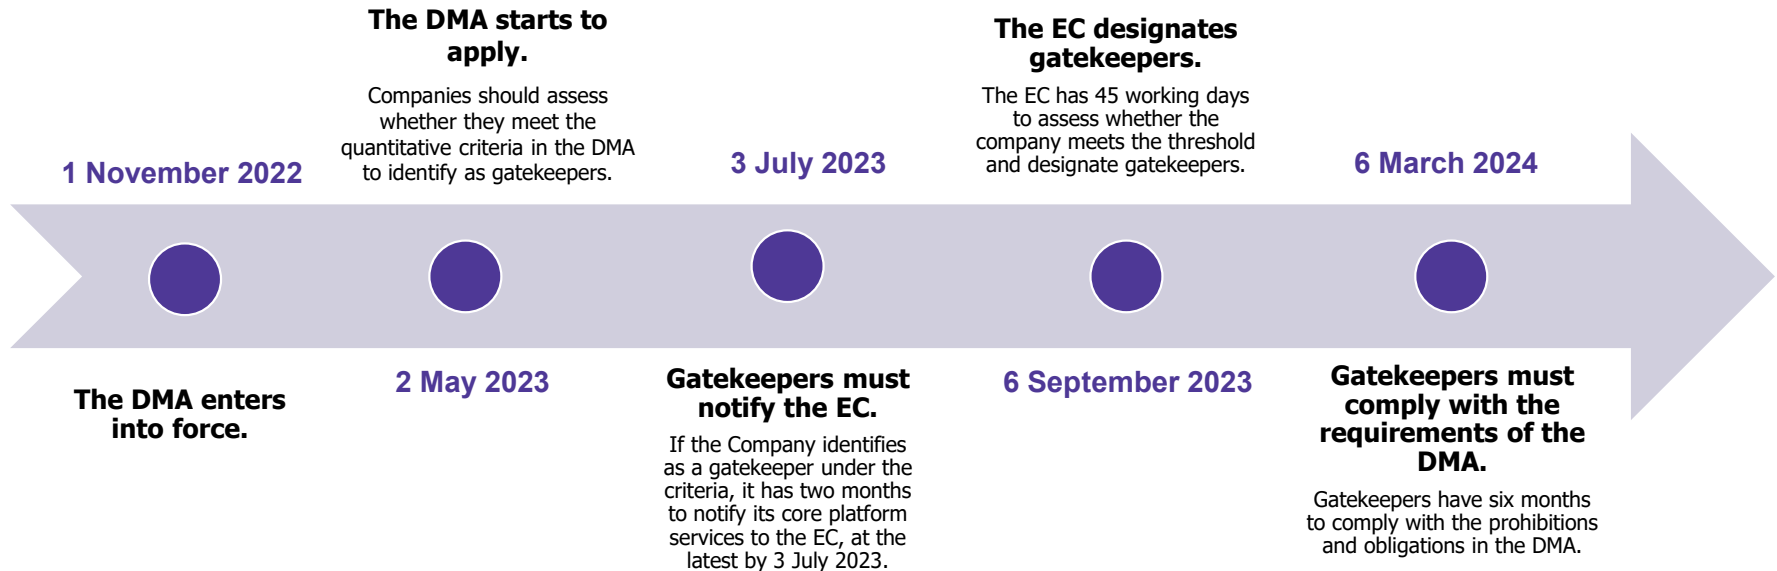 1 November 2022
The DMA enters
into force.
The DMA starts to
apply.
Companies should assess
whether they meet the
quantitative criteria in the DMA
to identify as gatekeepers.
2 May 2023
3 July 2023
Gatekeepers must
notify the EC.
If the Company identifies
as a gatekeeper under the
criteria, it has two months
to notify its core platform
services to the EC, at the
latest by 3 July 2023.
The EC designates
gatekeepers.
The EC has 45 working days
to assess whether the
company meets the threshold
and designate gatekeepers.
6 September 2023
6 March 2024
Gatekeepers must
comply with the
requirements of the
DMA.
Gatekeepers have six months
to comply with the prohibitions
and obligations in the DMA.